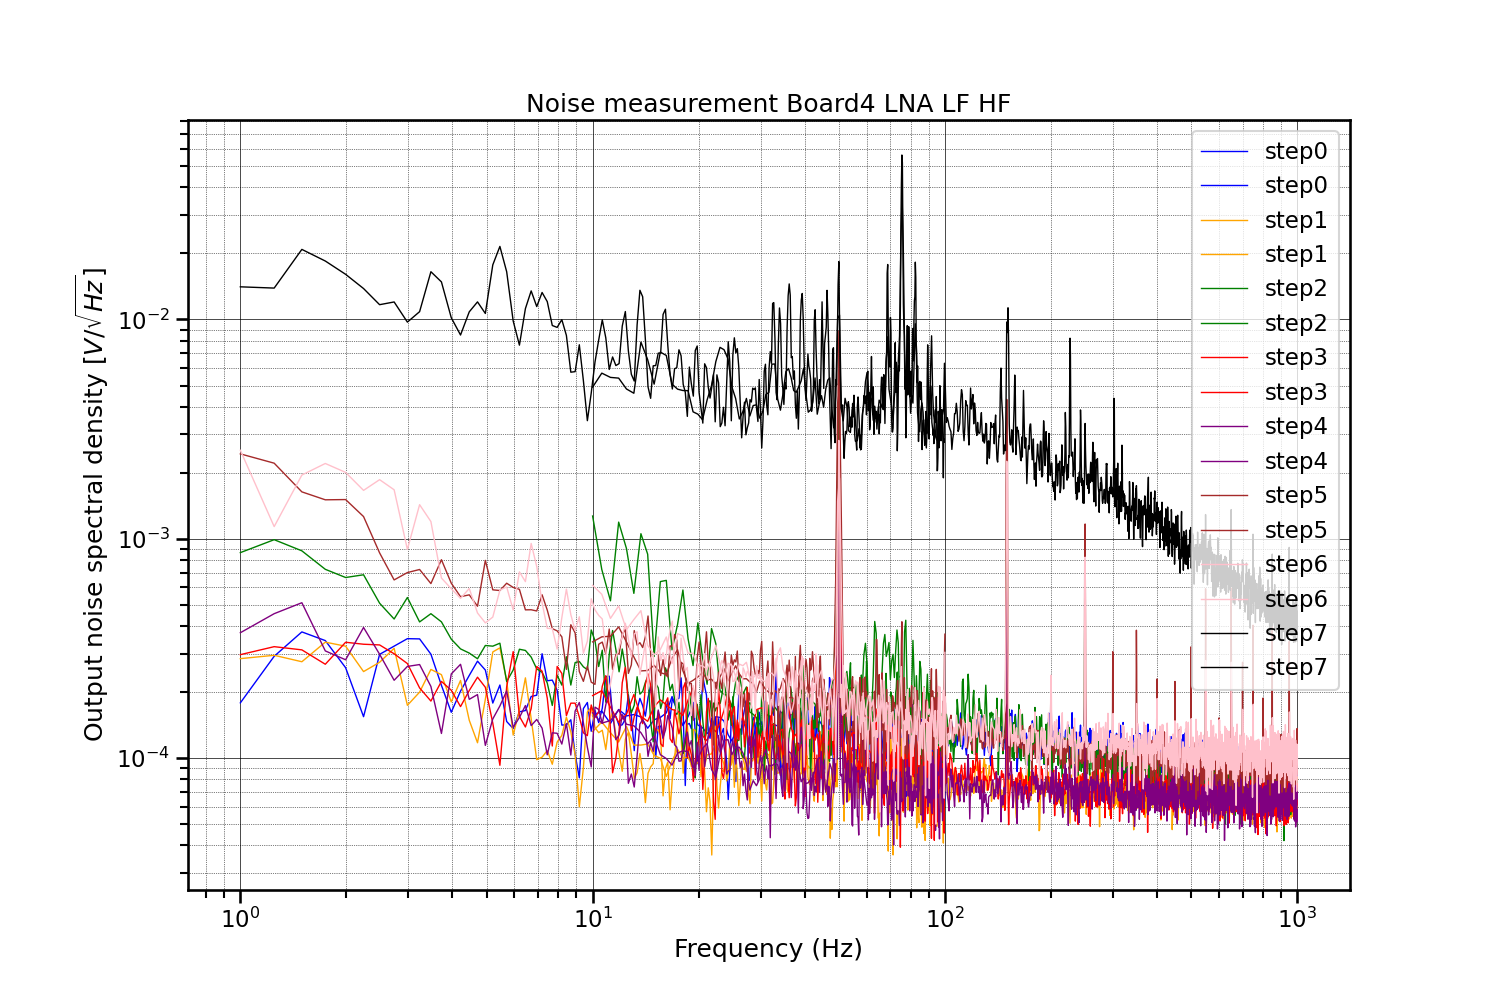 Noise measurement Board4 LNA LF HF
Output noise spectral density [V/√Hz]
10⁻²
10⁻³
10⁻⁴
step0
step0
step1
step1
step2
step2
step3
step3
step4
step4
step5
step5
step6
step6
step7
step7
10⁰
10¹
10²
10³
Frequency (Hz)